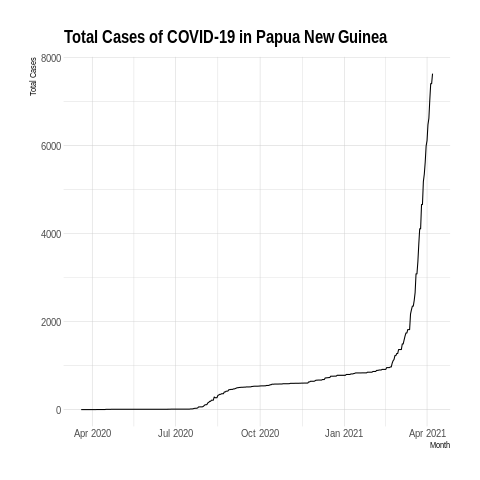 Total Cases of COVID-19 in Papua New Guinea
Total Cases
8000
6000
4000
2000
0
Apr 2020 Jul 2020 Oct 2020 Jan 2021 Apr 2021
Month